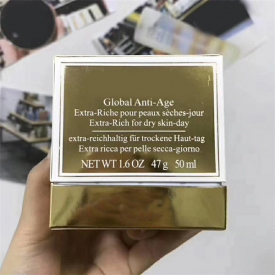 Global Anti-Age
Extra-Riche pour peaux sèches-jour
Extra-Rich for dry skin-day
extra-reichhaltig für trockene Haut-tag
Extra ricca per pelle secca-giorno
NET WT 1.6 OZ 47 g 50 ml